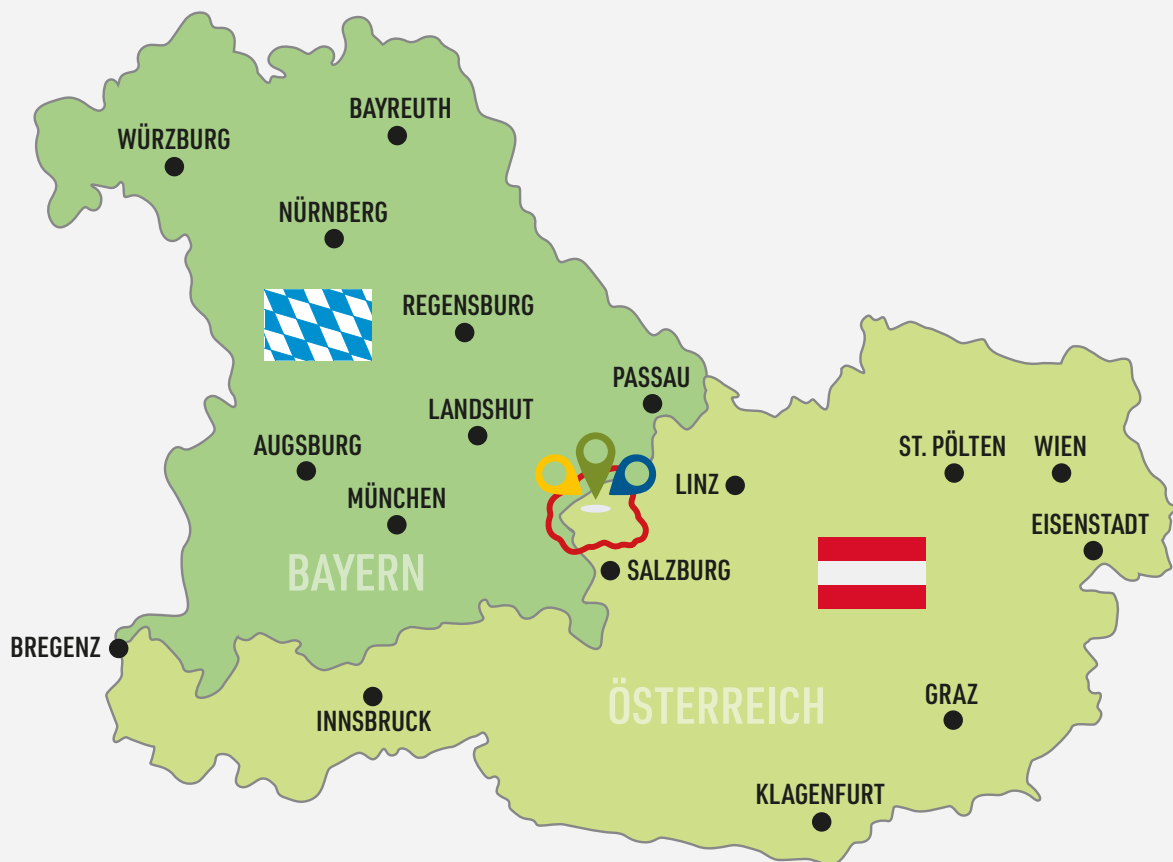 BAYREUTH
WÜRZBURG
NÜRNBERG
REGENSBURG
PASSAU
LANDSHUT
AUGSBURG
ST. PÖLTEN
WIEN
LINZ
MÜNCHEN
EISENSTADT
BAYERN
SALZBURG
BREGENZ
ÖSTERREICH
GRAZ
INNSBRUCK
KLAGENFURT